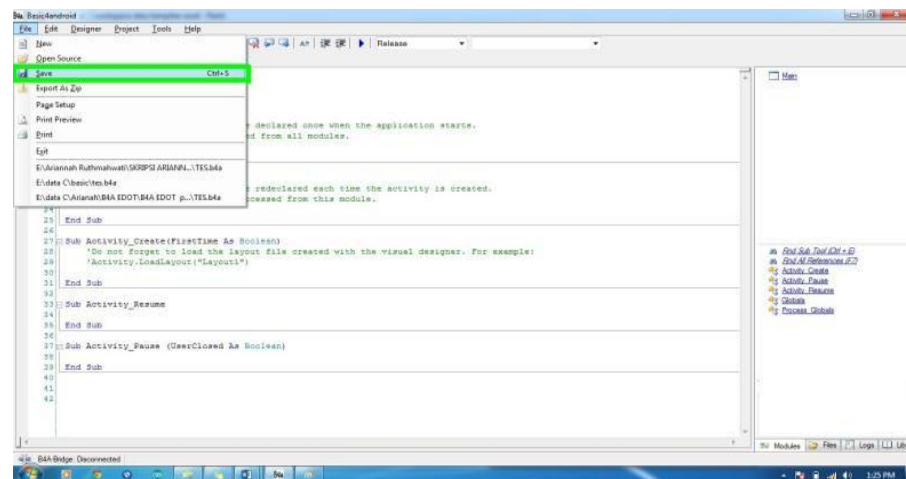 B4a Basic4android
File Edit Designer Project Tools Help
New
Release
Open Source
Save Ctrl+S
Main
Export As Zip
Page Setup
Print Preview
declared once when the application starts.
Print
ed from all modules.
Exit
E:\Ariannah Ruthmahwati\SKRIPSI ARIANN...\TES.b4a
E:\data C\basic\tes.b4a
redeclared each time the activity is created.
E:\data C\Arianah\B4A EDOT\B4A EDOT p...\TES.b4a
cessed from this module.
24
25 End Sub
26
27 Sub Activity_Create(FirstTime As Boolean)
28 'Do not forget to load the layout file created with the visual designer. For example:
29 'Activity.LoadLayout("Layout1")
30
31 End Sub
32
33 Sub Activity_Resume
34
35 End Sub
36
37 Sub Activity_Pause (UserClosed As Boolean)
38
39 End Sub
40
41
42
Find Sub Tool (Ctrl + E)
Find All References (F7)
Activity_Create
Activity_Pause
Activity_Resume
Globals
Process_Globals
Modules Files Logs Lib
B4A-Bridge: Disconnected
B4a
1:25 PM